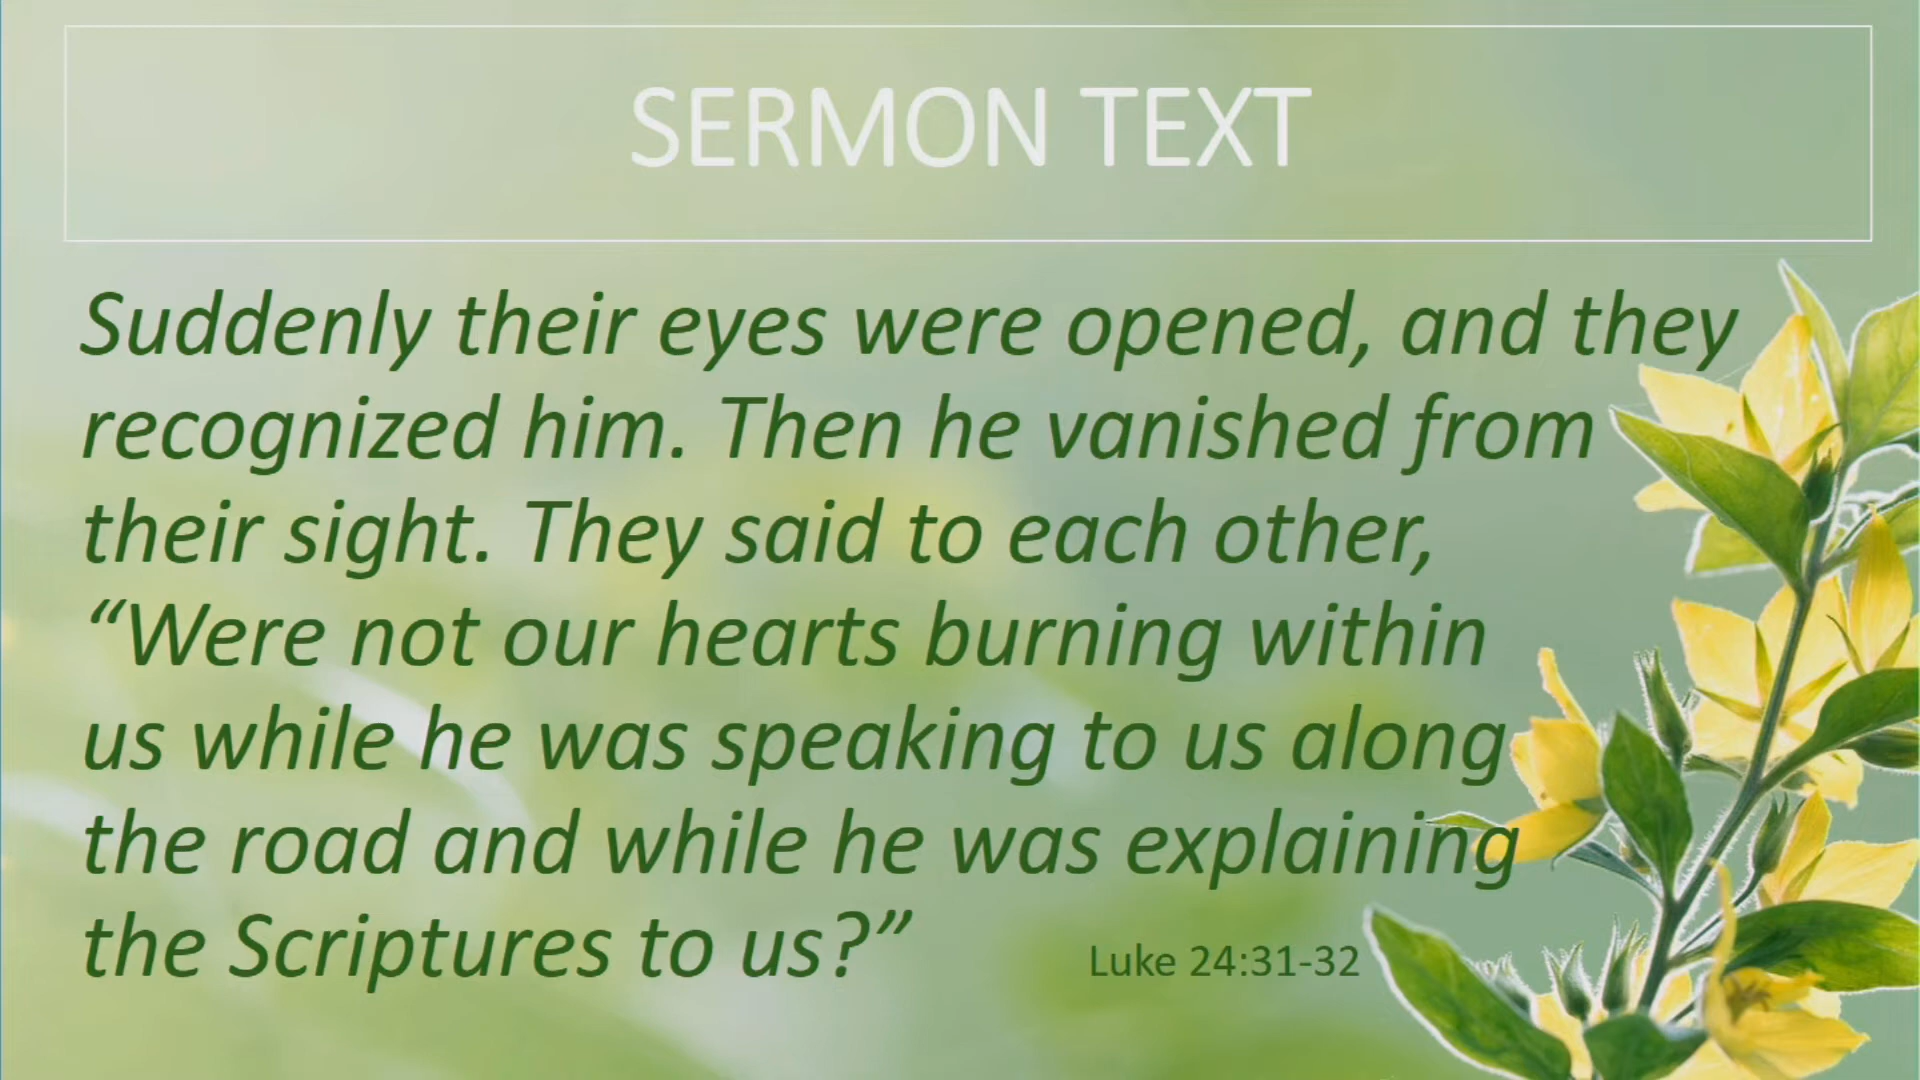 SERMON TEXT
Suddenly their eyes were opened, and they
recognized him. Then he vanished from
their sight. They said to each other,
“Were not our hearts burning within
us while he was speaking to us along
the road and while he was explaining
the Scriptures to us?”
Luke 24:31-32